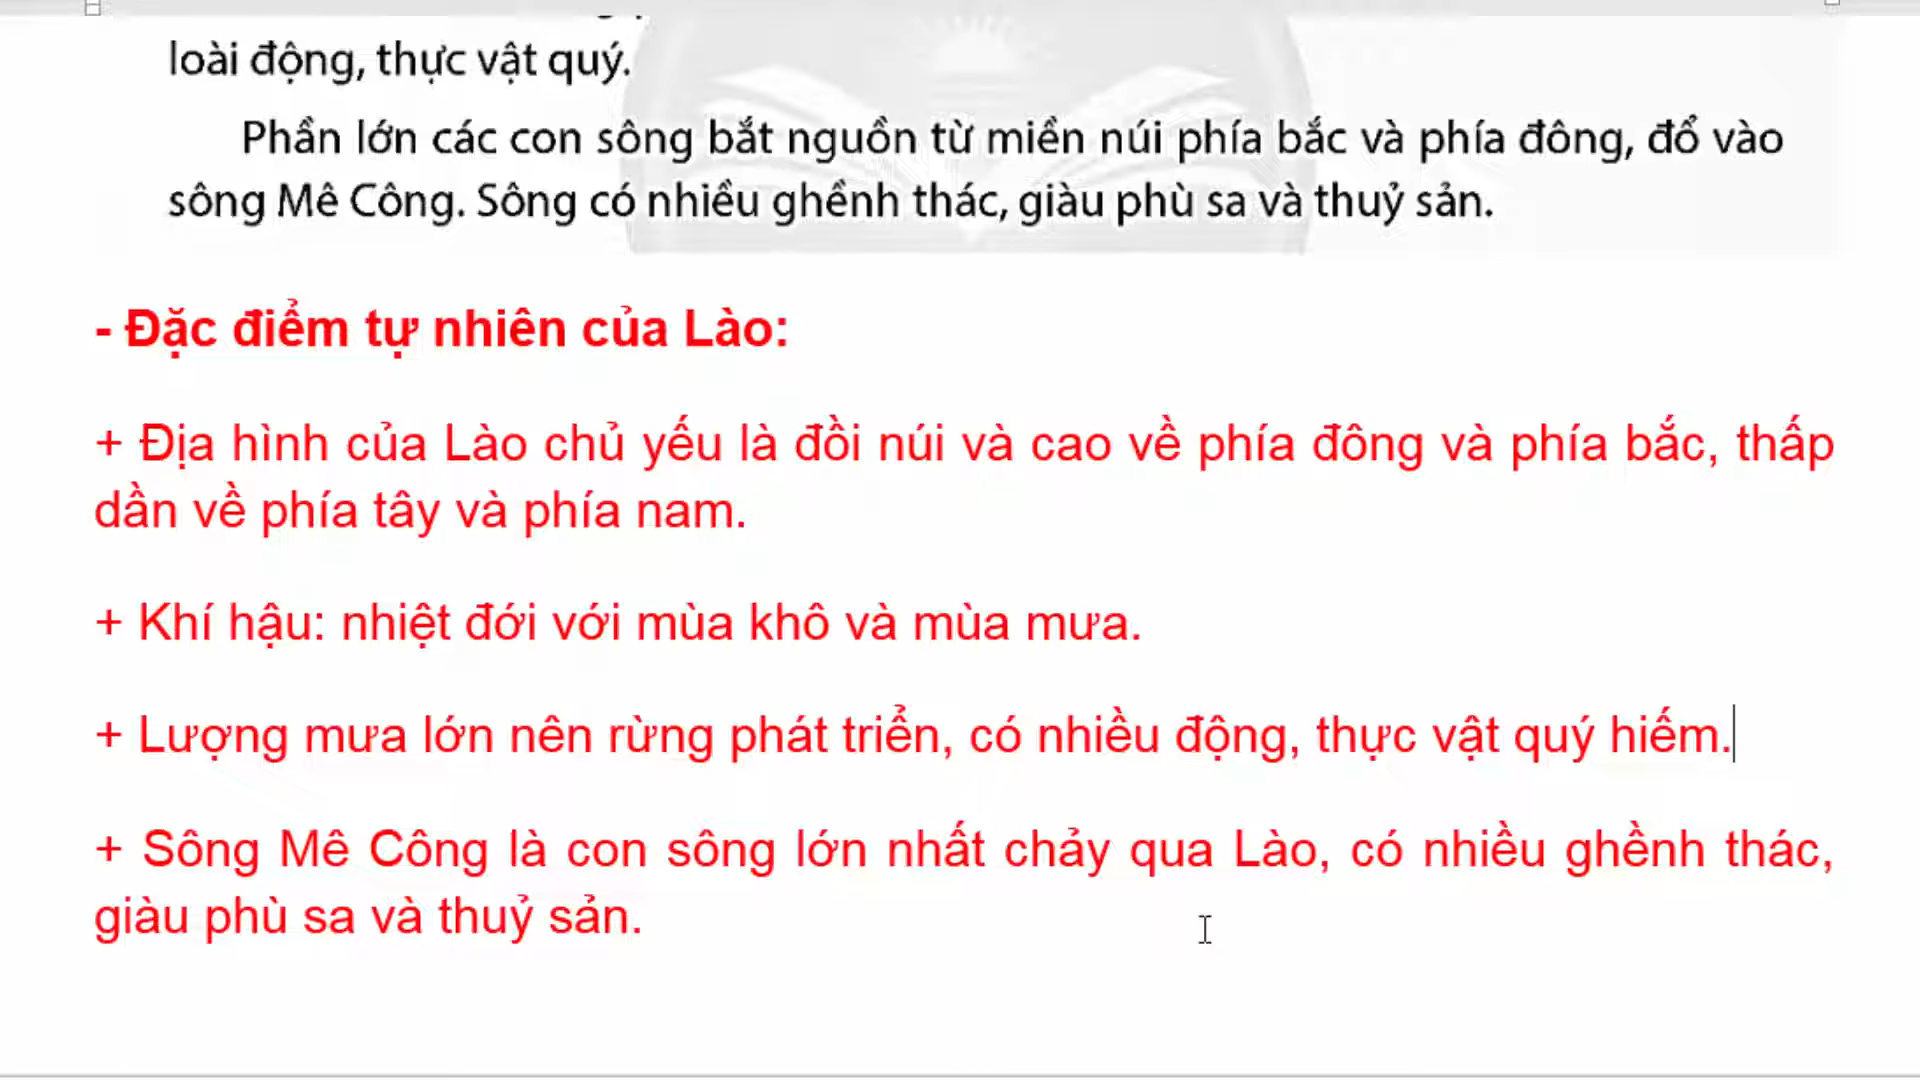 loài động, thực vật quý.
Phần lớn các con sông bắt nguồn từ miền núi phía bắc và phía đông, đổ vào
sông Mê Công. Sông có nhiều ghềnh thác, giàu phù sa và thuỷ sản.
- Đặc điểm tự nhiên của Lào:
+ Địa hình của Lào chủ yếu là đồi núi và cao về phía đông và phía bắc, thấp
dần về phía tây và phía nam.
+ Khí hậu: nhiệt đới với mùa khô và mùa mưa.
+ Lượng mưa lớn nên rừng phát triển, có nhiều động, thực vật quý hiếm.
+ Sông Mê Công là con sông lớn nhất chảy qua Lào, có nhiều ghềnh thác,
giàu phù sa và thuỷ sản.